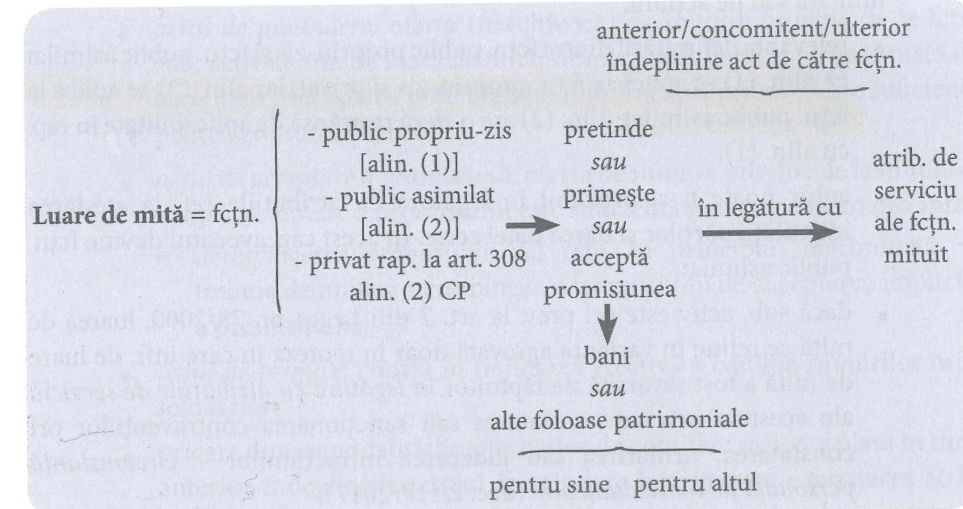 anterior/concomitent/ulterior
îndeplinire act de către fcțn.
- public propriu-zis
[alin. (1)]
- public asimilat
[alin. (2)]
- privat rap. la art. 308
alin. (2) CP
Luare de mită = fcțn.
pretinde
sau
primește
sau
acceptă
promisiunea
în legătură cu
atrib. de
serviciu
ale fcțn.
mituit
bani
sau
alte foloase patrimoniale
pentru sine pentru altul